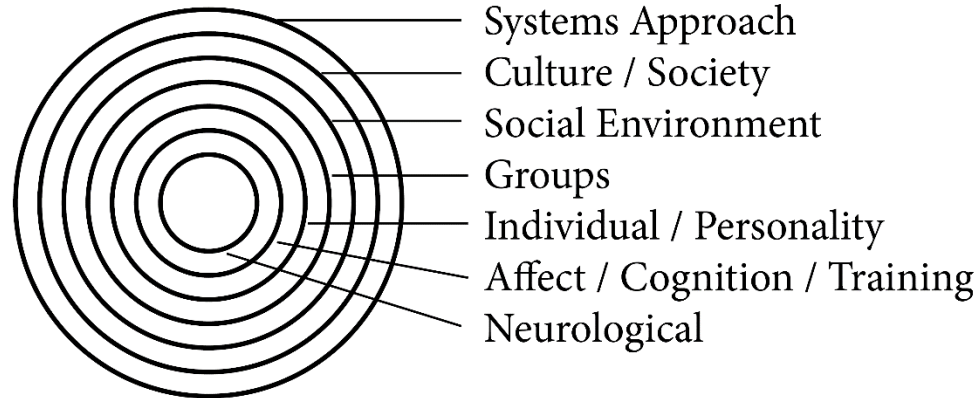 Systems Approach
Culture / Society
Social Environment
Groups
Individual / Personality
Affect / Cognition / Training
Neurological